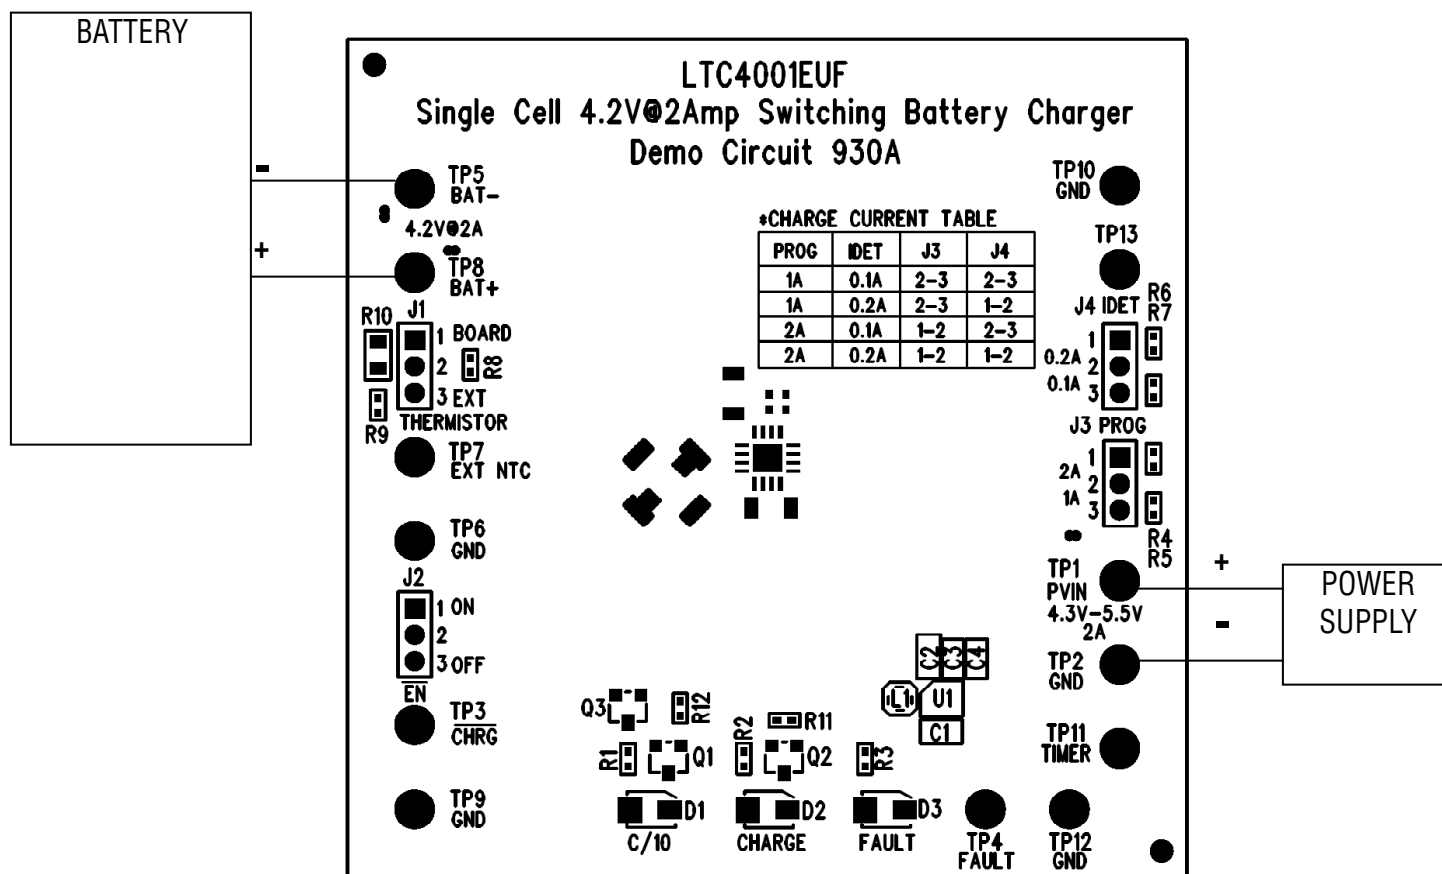 BATTERY
LTC4001EUF
Single Cell 4.2V@2Amp Switching Battery Charger
Demo Circuit 930A
-
TP5
BAT-
4.2V@2A
+
TP8
BAT+
TP10
GND
TP13
*CHARGE CURRENT TABLE
PROG IDET J3 J4
1A 0.1A 2-3 2-3
1A 0.2A 2-3 1-2
2A 0.1A 1-2 2-3
2A 0.2A 1-2 1-2
R10
J1
1 BOARD
2
3 EXT
R8
R9
THERMISTOR
TP7
EXT NTC
TP6
GND
J2
1 ON
2
3 OFF
EN
TP3
CHRG
TP9
GND
R6
R7
J4 IDET
1
0.2A 2
0.1A 3
J3 PROG
1
2A 2
1A 3
R4
R5
TP1
PVIN
4.3V-5.5V
2A
+
-
POWER
SUPPLY
TP2
GND
TP11
TIMER
C2 C3 C4
L1 U1
C1
Q3 R12
R2 R11
R1 Q1 Q2 R3
D1 D2 D3
C/10 CHARGE FAULT
TP4
FAULT
TP12
GND